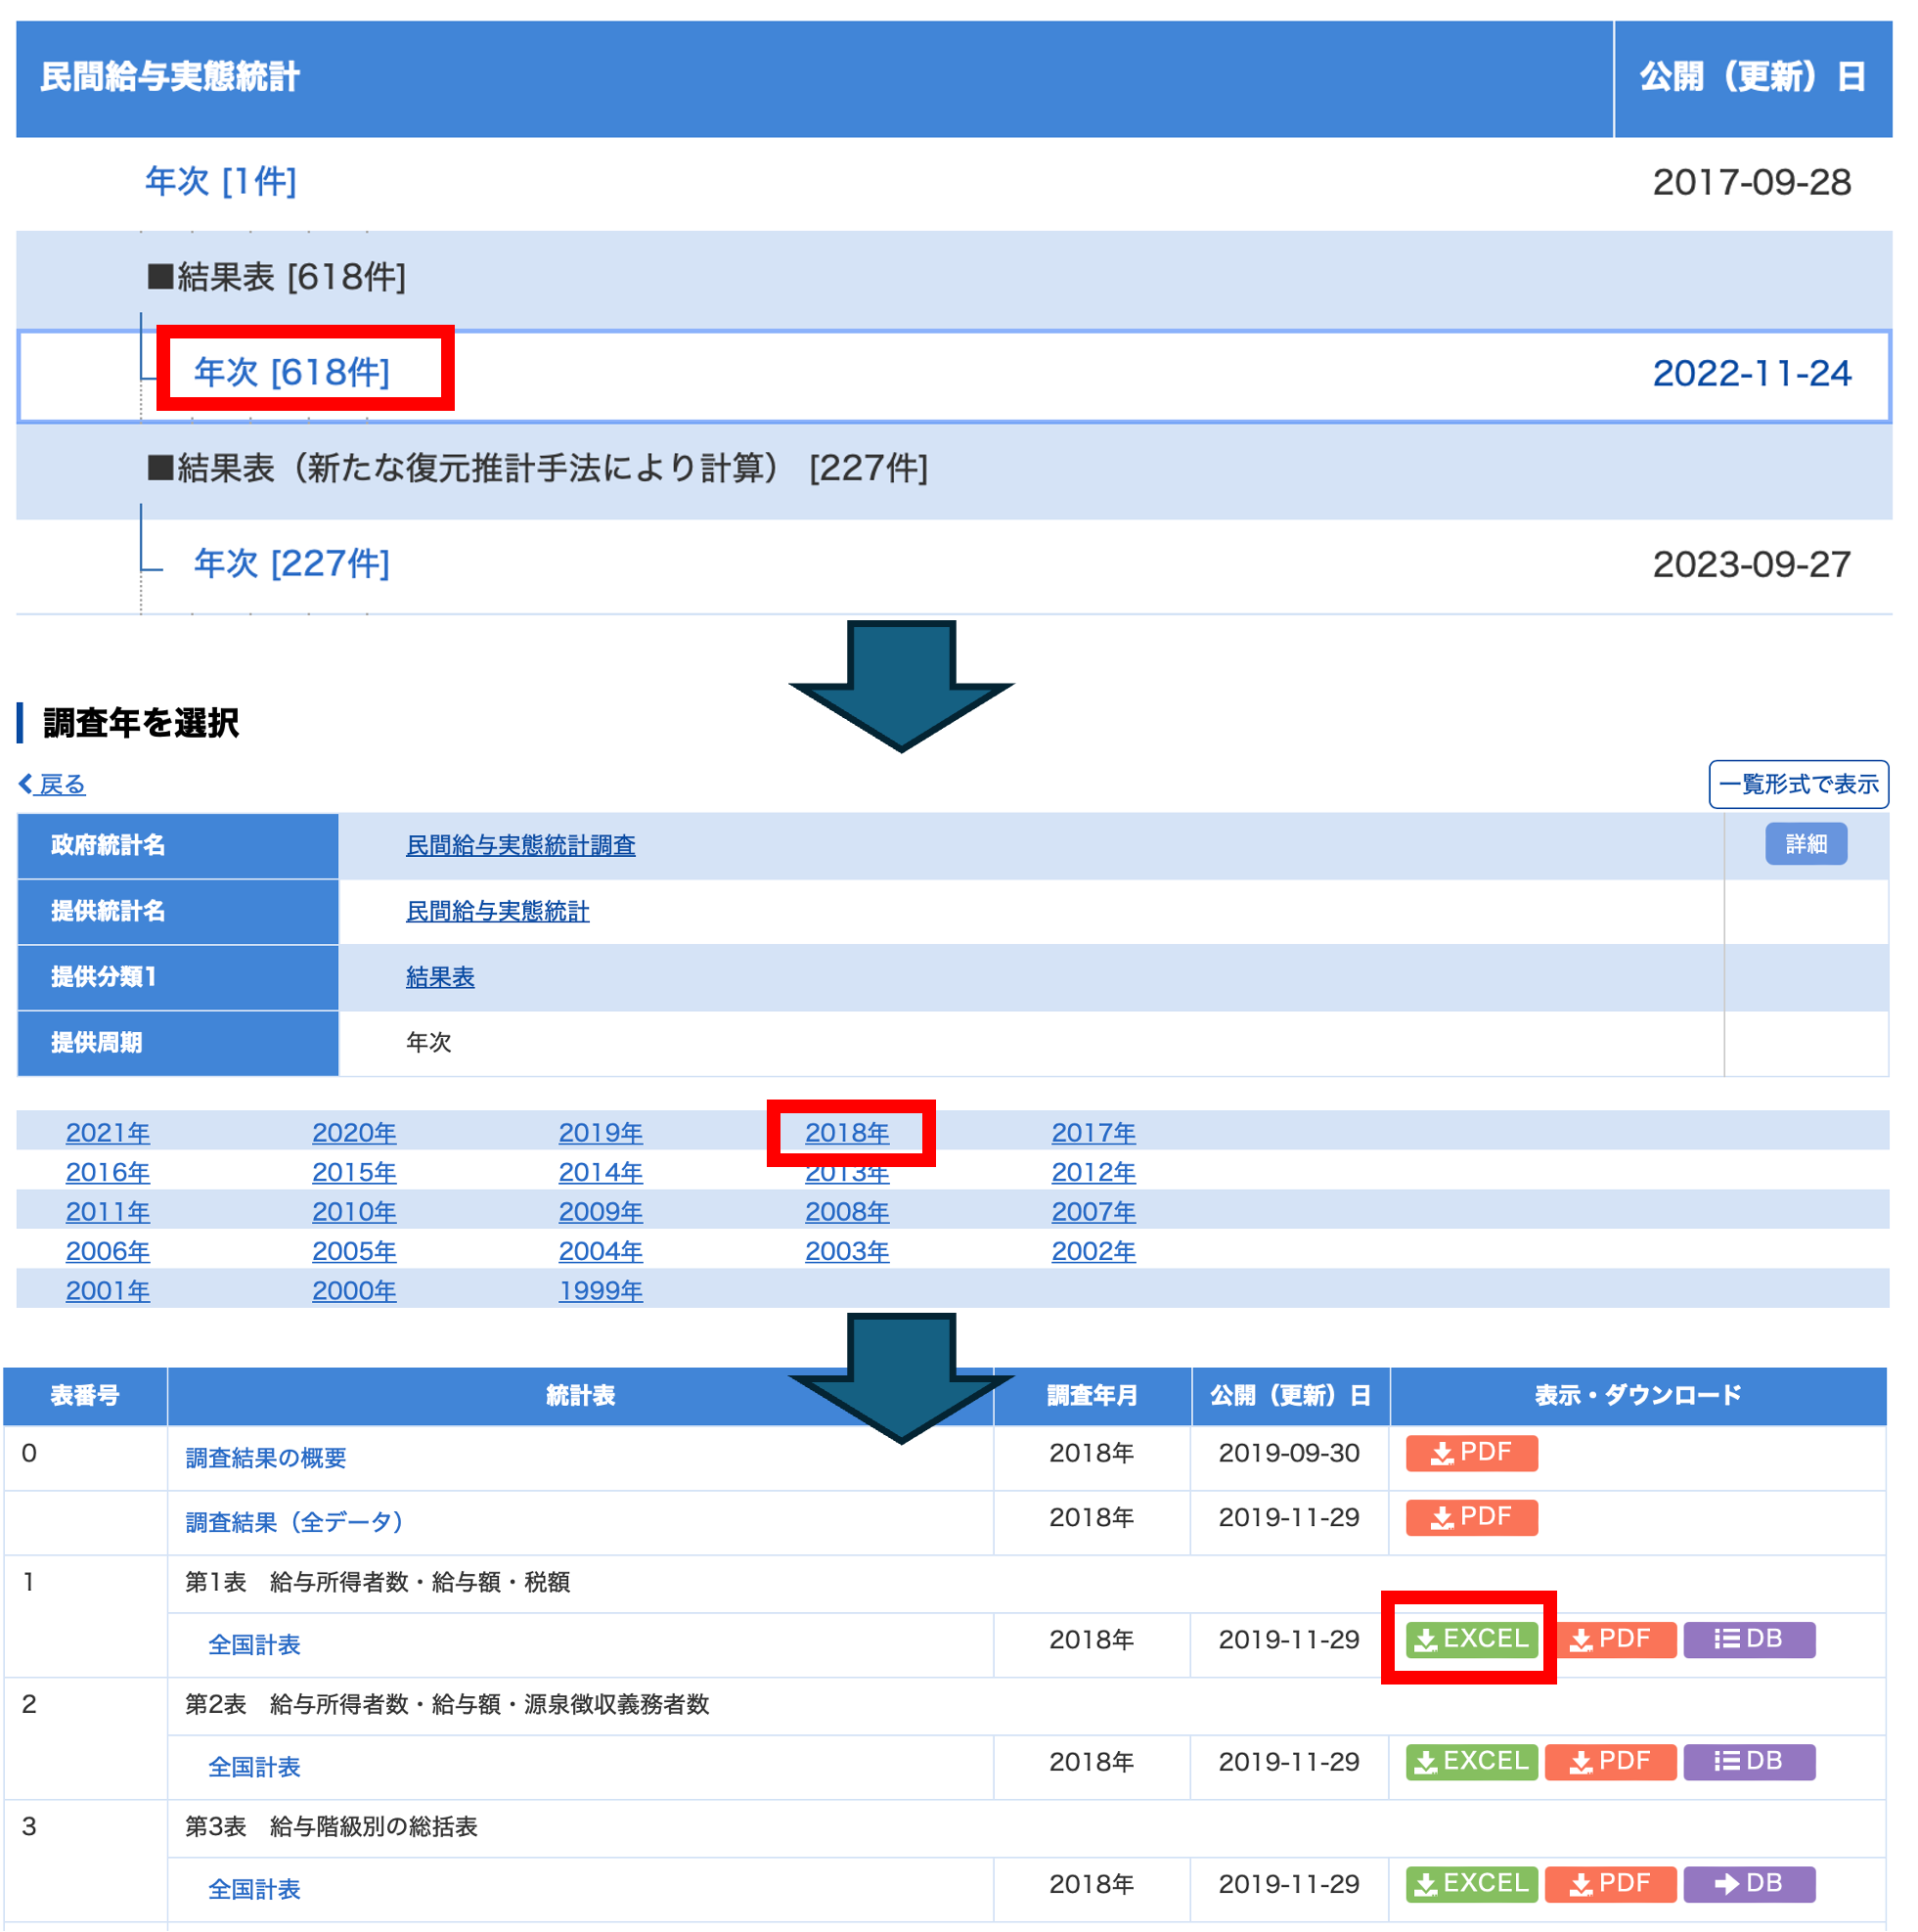 民間給与実態統計 公開（更新）日
年次 [1件] 2017-09-28
■結果表 [618件]
年次 [618件] 2022-11-24
■結果表（新たな復元推計手法により計算） [227件]
年次 [227件] 2023-09-27
調査年を選択
戻る 一覧形式で表示
政府統計名 民間給与実態統計調査 詳細
提供統計名 民間給与実態統計
提供分類1 結果表
提供周期 年次
2021年 2020年 2019年 2018年 2017年
2016年 2015年 2014年 2013年 2012年
2011年 2010年 2009年 2008年 2007年
2006年 2005年 2004年 2003年 2002年
2001年 2000年 1999年
表番号 統計表 調査年月 公開（更新）日 表示・ダウンロード
0 調査結果の概要 2018年 2019-09-30 PDF
調査結果（全データ） 2018年 2019-11-29 PDF
1 第1表 給与所得者数・給与額・税額
全国計表 2018年 2019-11-29 EXCEL PDF DB
2 第2表 給与所得者数・給与額・源泉徴収義務者数
全国計表 2018年 2019-11-29 EXCEL PDF DB
3 第3表 給与階級別の総括表
全国計表 2018年 2019-11-29 EXCEL PDF DB